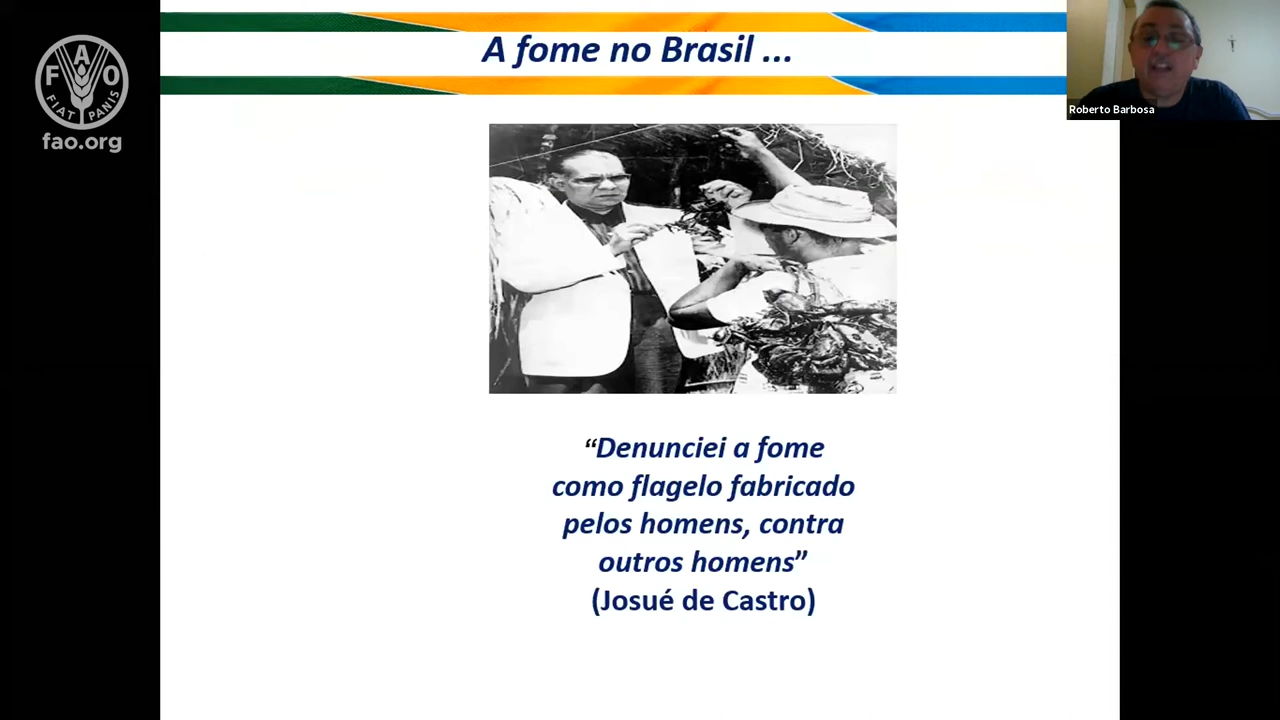 FAO
FIAT PANIS
fao.org
A fome no Brasil ...
Roberto Barbosa
“Denunciei a fome
como flagelo fabricado
pelos homens, contra
outros homens”
(Josué de Castro)